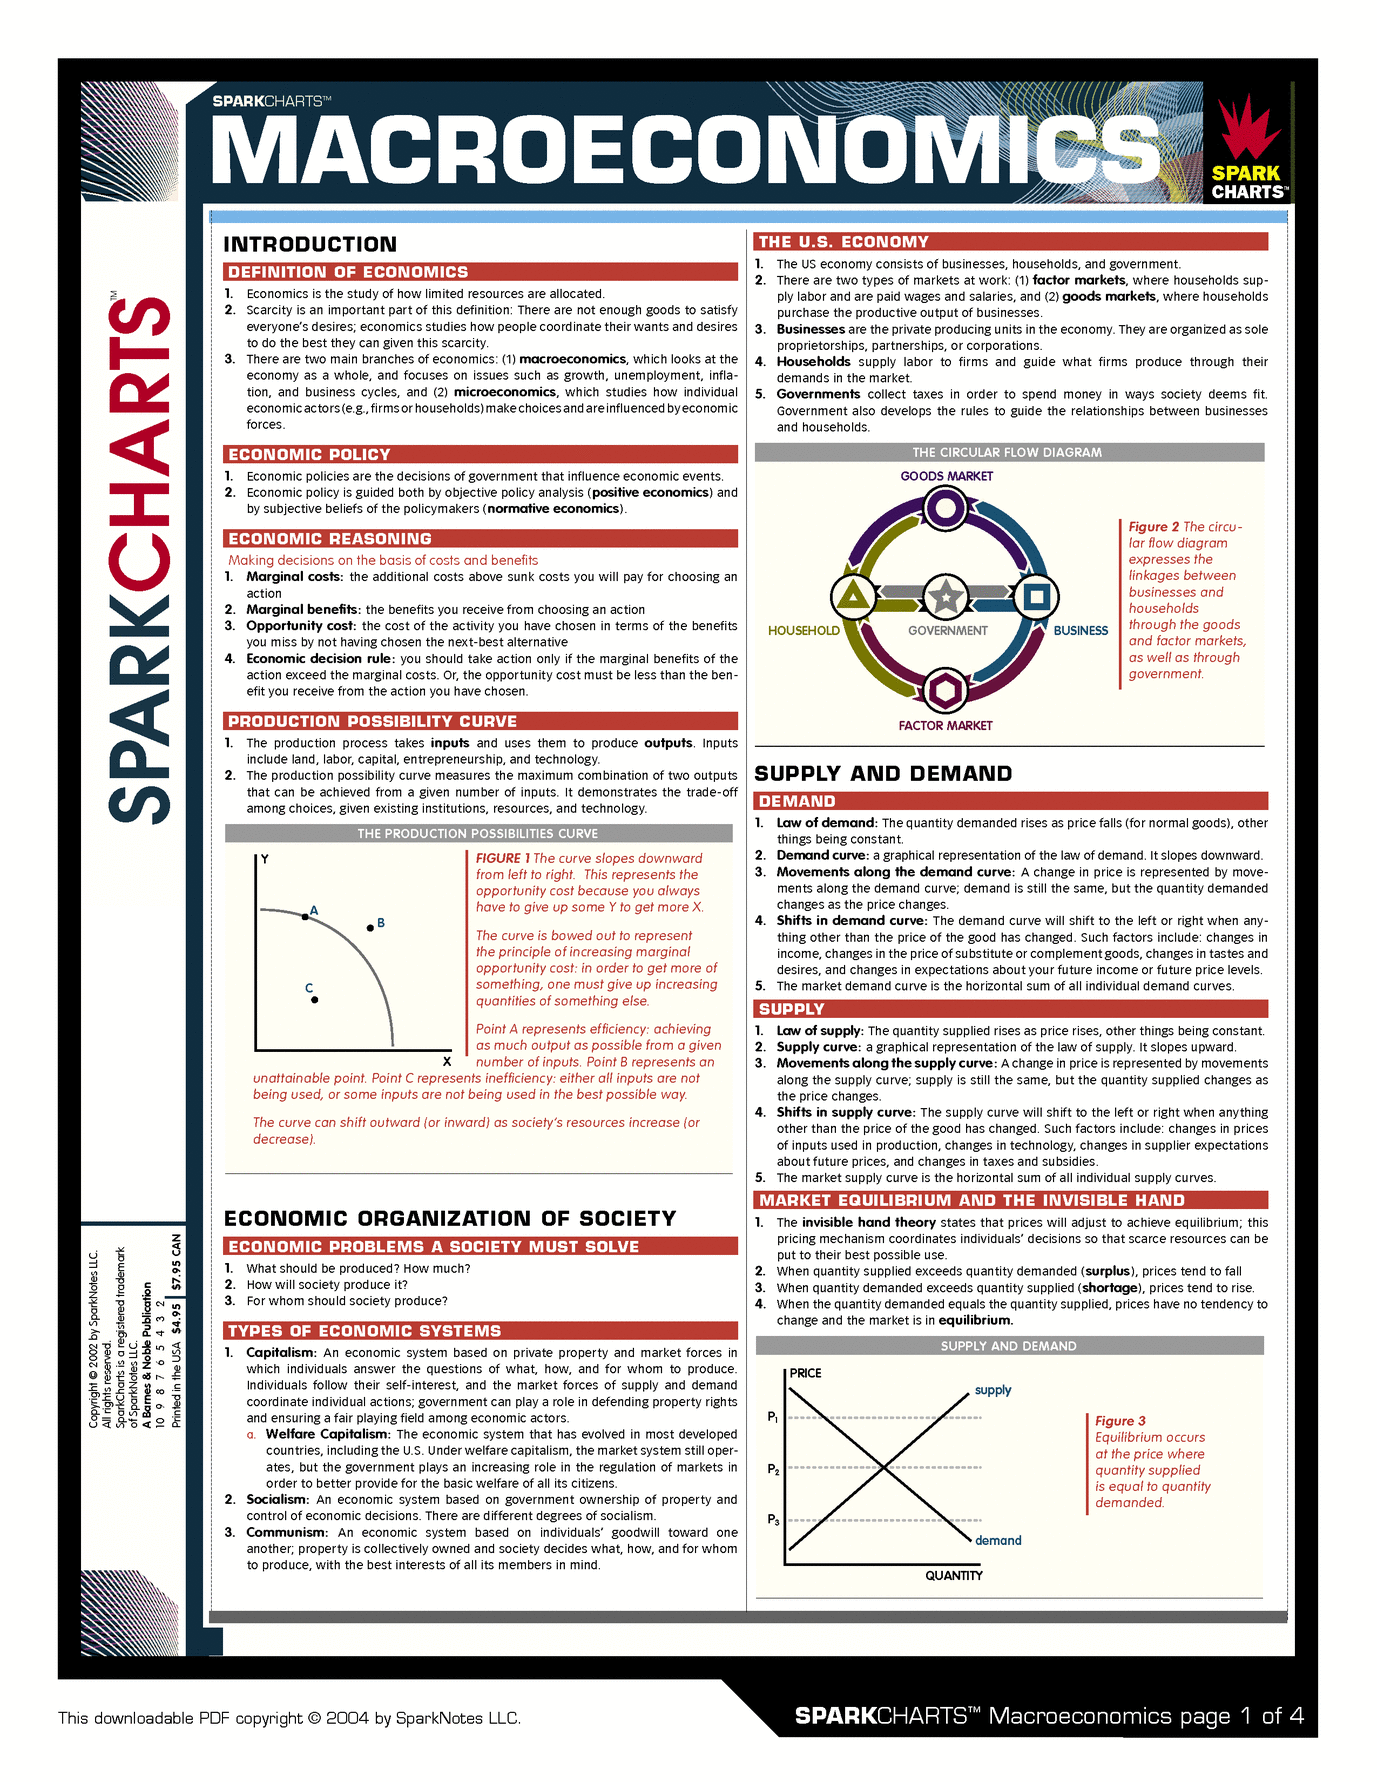 SPARKCHARTS™
MACROECONOMICS
SPARK
CHARTS™
SPARKCHARTS™
INTRODUCTION
DEFINITION OF ECONOMICS
1. Economics is the study of how limited resources are allocated.
2. Scarcity is an important part of this definition: There are not enough goods to satisfy
everyone's desires; economics studies how people coordinate their wants and desires
to do the best they can given this scarcity.
3. There are two main branches of economics: (1) macroeconomics, which looks at the
economy as a whole, and focuses on issues such as growth, unemployment, infla-
tion, and business cycles, and (2) microeconomics, which studies how individual
economic actors (e.g., firms or households) make choices and are influenced by economic
forces.
ECONOMIC POLICY
1. Economic policies are the decisions of government that influence economic events.
2. Economic policy is guided both by objective policy analysis (positive economics) and
by subjective beliefs of the policymakers (normative economics).
ECONOMIC REASONING
Making decisions on the basis of costs and benefits
1. Marginal costs: the additional costs above sunk costs you will pay for choosing an
action
2. Marginal benefits: the benefits you receive from choosing an action
3. Opportunity cost: the cost of the activity you have chosen in terms of the benefits
you miss by not having chosen the next-best alternative
4. Economic decision rule: you should take action only if the marginal benefits of the
action exceed the marginal costs. Or, the opportunity cost must be less than the ben-
efit you receive from the action you have chosen.
PRODUCTION POSSIBILITY CURVE
1. The production process takes inputs and uses them to produce outputs. Inputs
include land, labor, capital, entrepreneurship, and technology.
2. The production possibility curve measures the maximum combination of two outputs
that can be achieved from a given number of inputs. It demonstrates the trade-off
among choices, given existing institutions, resources, and technology.
THE PRODUCTION POSSIBILITIES CURVE
Y
A
B
C
X
FIGURE 1 The curve slopes downward
from left to right. This represents the
opportunity cost because you always
have to give up some Y to get more X.
The curve is bowed out to represent
the principle of increasing marginal
opportunity cost: in order to get more of
something, one must give up increasing
quantities of something else.
Point A represents efficiency: achieving
as much output as possible from a given
number of inputs. Point B represents an
unattainable point. Point C represents inefficiency: either all inputs are not
being used, or some inputs are not being used in the best possible way.
The curve can shift outward (or inward) as society's resources increase (or
decrease).
ECONOMIC ORGANIZATION OF SOCIETY
ECONOMIC PROBLEMS A SOCIETY MUST SOLVE
1. What should be produced? How much?
2. How will society produce it?
3. For whom should society produce?
TYPES OF ECONOMIC SYSTEMS
1. Capitalism: An economic system based on private property and market forces in
which individuals answer the questions of what, how, and for whom to produce.
Individuals follow their self-interest, and the market forces of supply and demand
coordinate individual actions; government can play a role in defending property rights
and ensuring a fair playing field among economic actors.
a. Welfare Capitalism: The economic system that has evolved in most developed
countries, including the U.S. Under welfare capitalism, the market system still oper-
ates, but the government plays an increasing role in the regulation of markets in
order to better provide for the basic welfare of all its citizens.
2. Socialism: An economic system based on government ownership of property and
control of economic decisions. There are different degrees of socialism.
3. Communism: An economic system based on individuals' goodwill toward one
another; property is collectively owned and society decides what, how, and for whom
to produce, with the best interests of all its members in mind.
THE U.S. ECONOMY
1. The US economy consists of businesses, households, and government.
2. There are two types of markets at work: (1) factor markets, where households sup-
ply labor and are paid wages and salaries, and (2) goods markets, where households
purchase the productive output of businesses.
3. Businesses are the private producing units in the economy. They are organized as sole
proprietorships, partnerships, or corporations.
4. Households supply labor to firms and guide what firms produce through their
demands in the market.
5. Governments collect taxes in order to spend money in ways society deems fit.
Government also develops the rules to guide the relationships between businesses
and households.
THE CIRCULAR FLOW DIAGRAM
GOODS MARKET
HOUSEHOLD
GOVERNMENT
BUSINESS
FACTOR MARKET
Figure 2 The circu-
lar flow diagram
expresses the
linkages between
businesses and
households
through the goods
and factor markets,
as well as through
government.
SUPPLY AND DEMAND
DEMAND
1. Law of demand: The quantity demanded rises as price falls (for normal goods), other
things being constant.
2. Demand curve: a graphical representation of the law of demand. It slopes downward.
3. Movements along the demand curve: A change in price is represented by move-
ments along the demand curve; demand is still the same, but the quantity demanded
changes as the price changes.
4. Shifts in demand curve: The demand curve will shift to the left or right when any-
thing other than the price of the good has changed. Such factors include: changes in
income, changes in the price of substitute or complement goods, changes in tastes and
desires, and changes in expectations about your future income or future price levels.
5. The market demand curve is the horizontal sum of all individual demand curves.
SUPPLY
1. Law of supply: The quantity supplied rises as price rises, other things being constant.
2. Supply curve: a graphical representation of the law of supply. It slopes upward.
3. Movements along the supply curve: A change in price is represented by movements
along the supply curve; supply is still the same, but the quantity supplied changes as
the price changes.
4. Shifts in supply curve: The supply curve will shift to the left or right when anything
other than the price of the good has changed. Such factors include: changes in prices
of inputs used in production, changes in technology, changes in supplier expectations
about future prices, and changes in taxes and subsidies.
5. The market supply curve is the horizontal sum of all individual supply curves.
MARKET EQUILIBRIUM AND THE INVISIBLE HAND
1. The invisible hand theory states that prices will adjust to achieve equilibrium; this
pricing mechanism coordinates individuals' decisions so that scarce resources can be
put to their best possible use.
2. When quantity supplied exceeds quantity demanded (surplus), prices tend to fall
3. When quantity demanded exceeds quantity supplied (shortage), prices tend to rise.
4. When the quantity demanded equals the quantity supplied, prices have no tendency to
change and the market is in equilibrium.
SUPPLY AND DEMAND
PRICE
supply
P1
P2
P3
demand
QUANTITY
Figure 3
Equilibrium occurs
at the price where
quantity supplied
is equal to quantity
demanded.
Copyright © 2002 by SparkNotes LLC.
All rights reserved.
SparkCharts is a registered trademark
of SparkNotes LLC.
A Barnes & Noble Publication
10 9 8 7 6 5 4 3 2
Printed in the USA $4.95 | $7.95 CAN
This downloadable PDF copyright © 2004 by SparkNotes LLC.
SPARKCHARTS™ Macroeconomics page 1 of 4